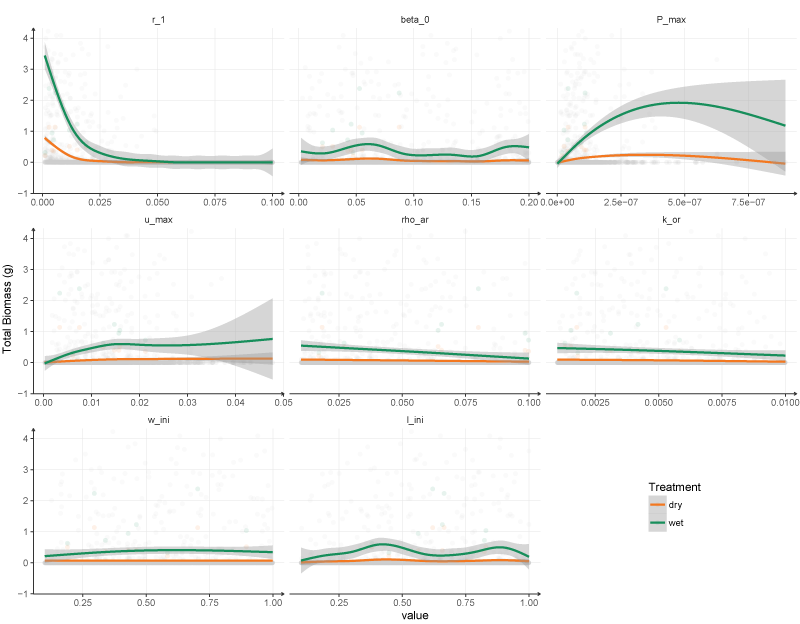 r_1 beta_0 P_max
4
3
2
1
0
−1
0.000 0.025 0.050 0.075 0.100 0.00 0.05 0.10 0.15 0.20 0.0e+00 2.5e−07 5.0e−07 7.5e−07
u_max rho_ar k_or
4
3
2
1
0
−1
0.00 0.01 0.02 0.03 0.04 0.05 0.025 0.050 0.075 0.100 0.0025 0.0050 0.0075 0.0100
Total Biomass (g)
w_ini l_ini
4
3
2
1
0
−1
0.25 0.50 0.75 1.00 0.25 0.50 0.75 1.00
value
Treatment
dry
wet